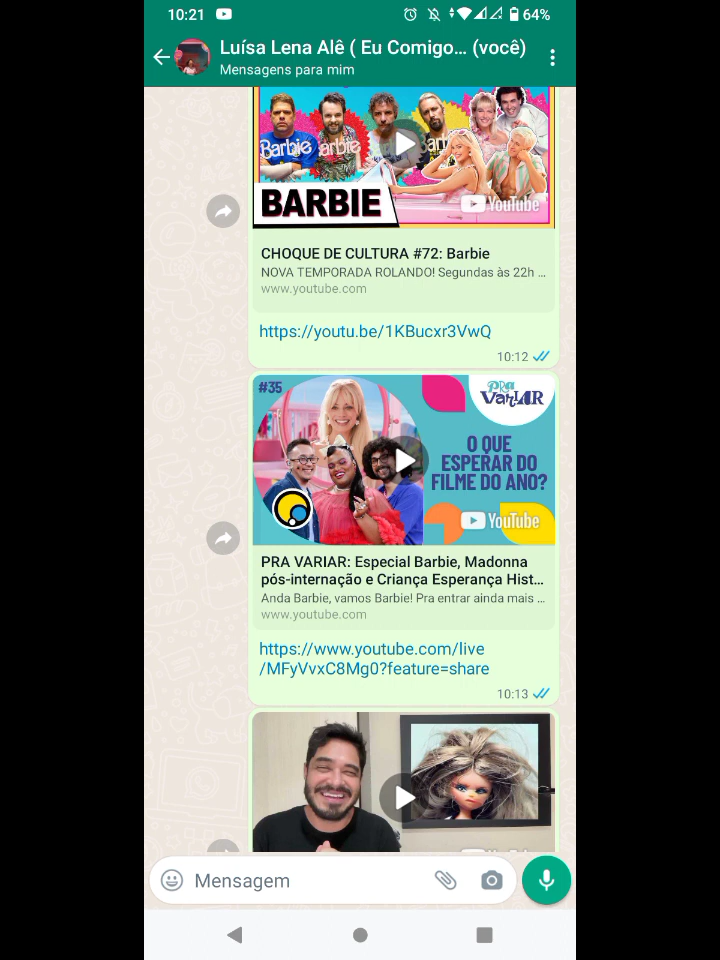 10:21
64%
Luísa Lena Alê ( Eu Comigo... (você)
Mensagens para mim
Barbie
arbie
BARBIE
YouTube
CHOQUE DE CULTURA #72: Barbie
NOVA TEMPORADA ROLANDO! Segundas às 22h ...
www.youtube.com
https://youtu.be/1KBucxr3VwQ
10:12
#35
PRA
VARIAR
O QUE
ESPERAR DO
FILME DO ANO?
YouTube
PRA VARIAR: Especial Barbie, Madonna
pós-internação e Criança Esperança Hist...
Anda Barbie, vamos Barbie! Pra entrar ainda mais ...
www.youtube.com
https://www.youtube.com/live
/MFyVvxC8Mg0?feature=share
10:13
Mensagem